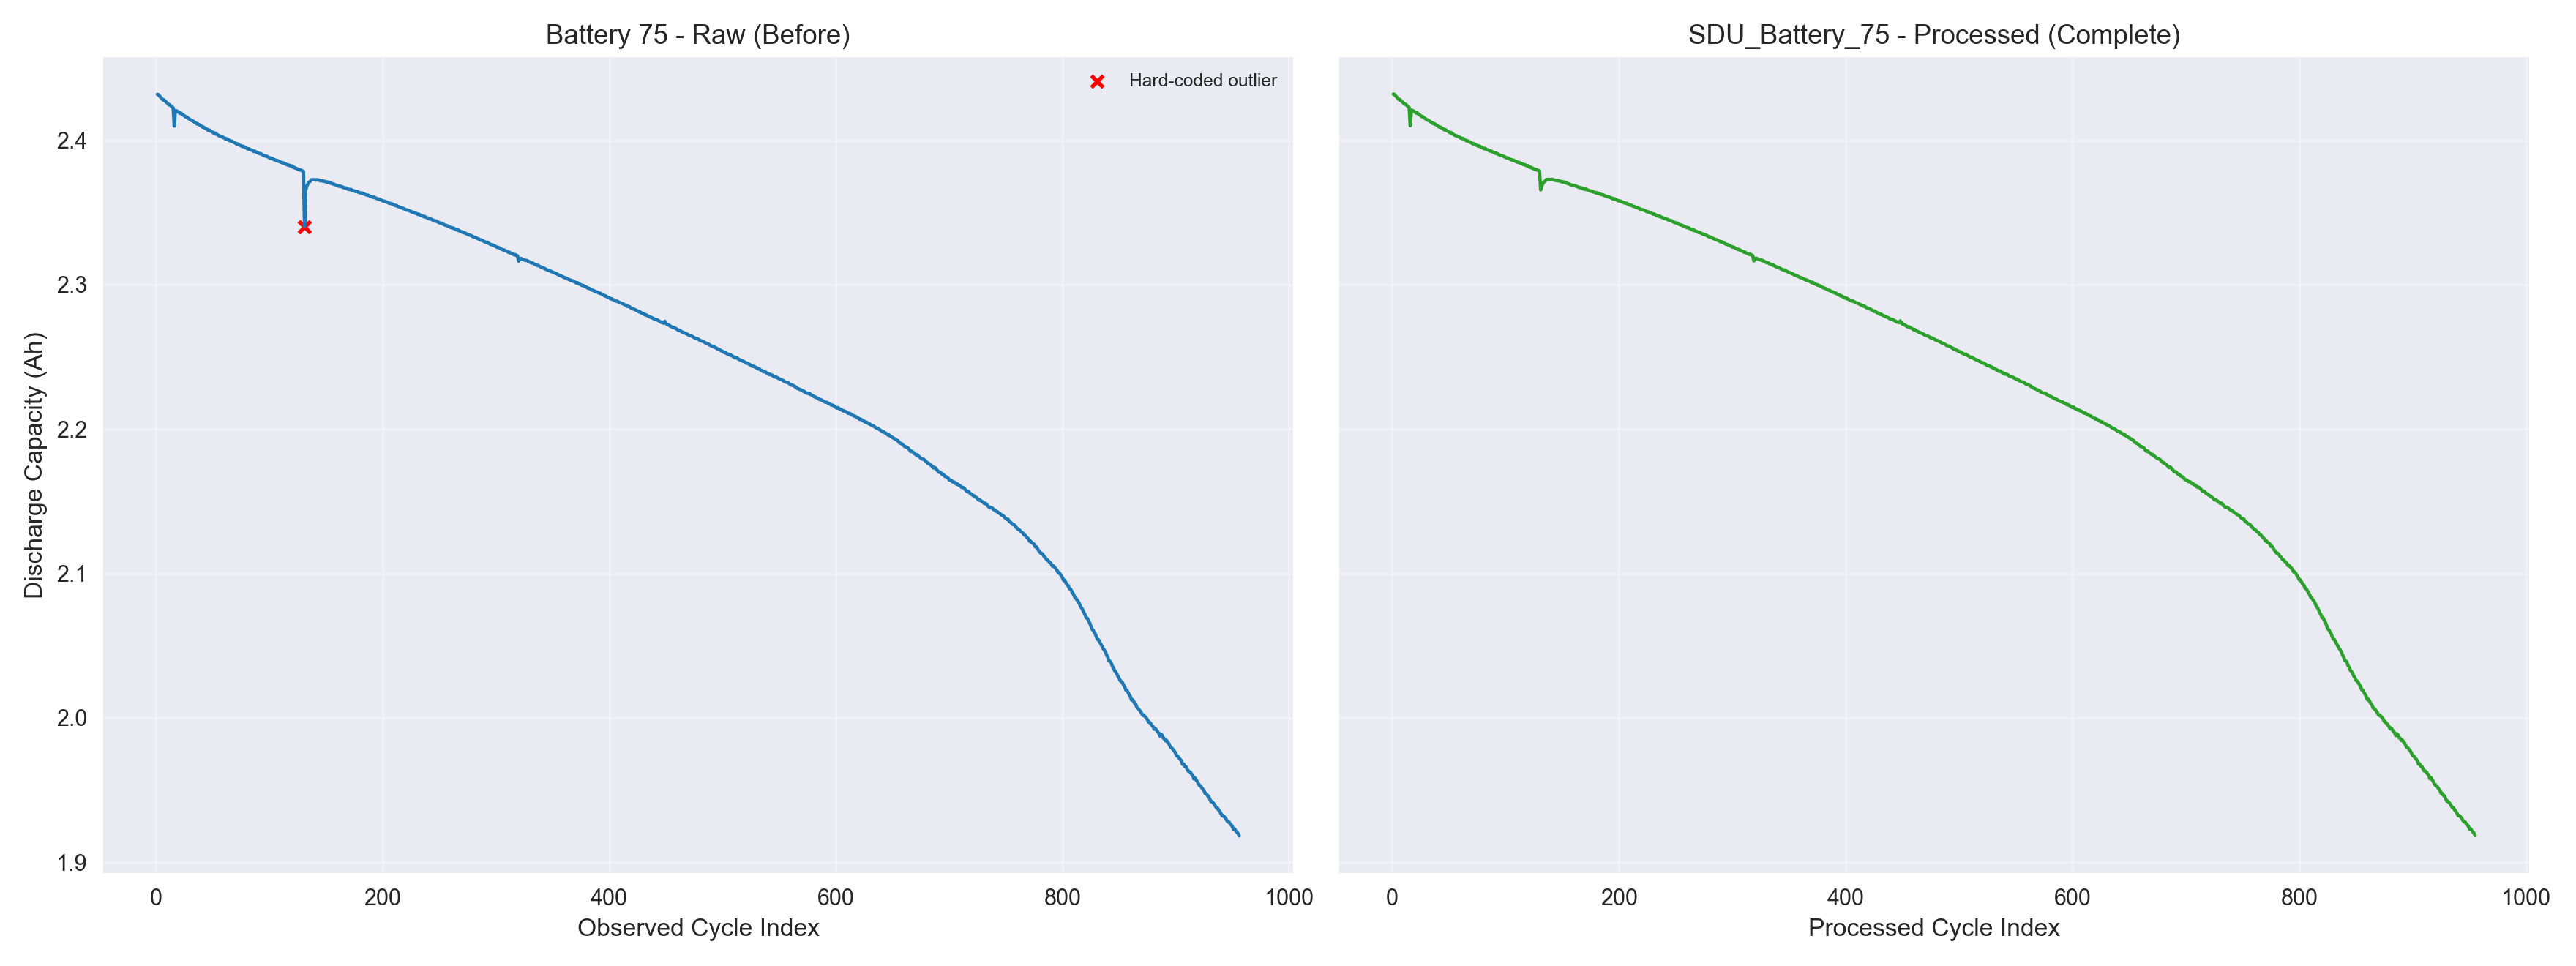 Battery 75 - Raw (Before)
Hard-coded outlier
Discharge Capacity (Ah)
2.4
2.3
2.2
2.1
2.0
1.9
0 200 400 600 800 1000
Observed Cycle Index
SDU_Battery_75 - Processed (Complete)
0 200 400 600 800 1000
Processed Cycle Index